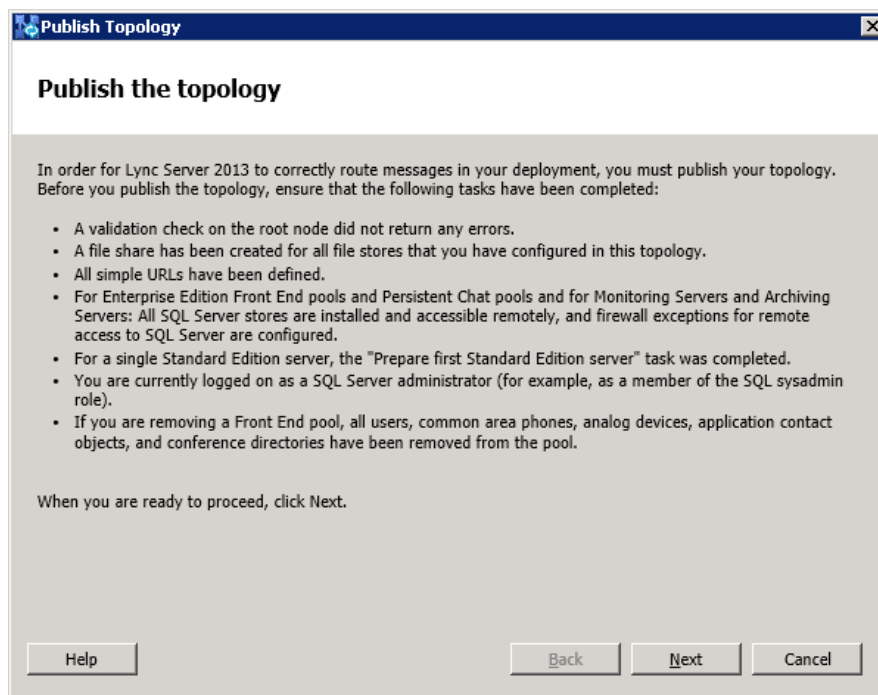 Publish Topology
Publish the topology
In order for Lync Server 2013 to correctly route messages in your deployment, you must publish your topology.
Before you publish the topology, ensure that the following tasks have been completed:
• A validation check on the root node did not return any errors.
• A file share has been created for all file stores that you have configured in this topology.
• All simple URLs have been defined.
• For Enterprise Edition Front End pools and Persistent Chat pools and for Monitoring Servers and Archiving
Servers: All SQL Server stores are installed and accessible remotely, and firewall exceptions for remote
access to SQL Server are configured.
• For a single Standard Edition server, the "Prepare first Standard Edition server" task was completed.
• You are currently logged on as a SQL Server administrator (for example, as a member of the SQL sysadmin
role).
• If you are removing a Front End pool, all users, common area phones, analog devices, application contact
objects, and conference directories have been removed from the pool.
When you are ready to proceed, click Next.
Help
Back
Next
Cancel